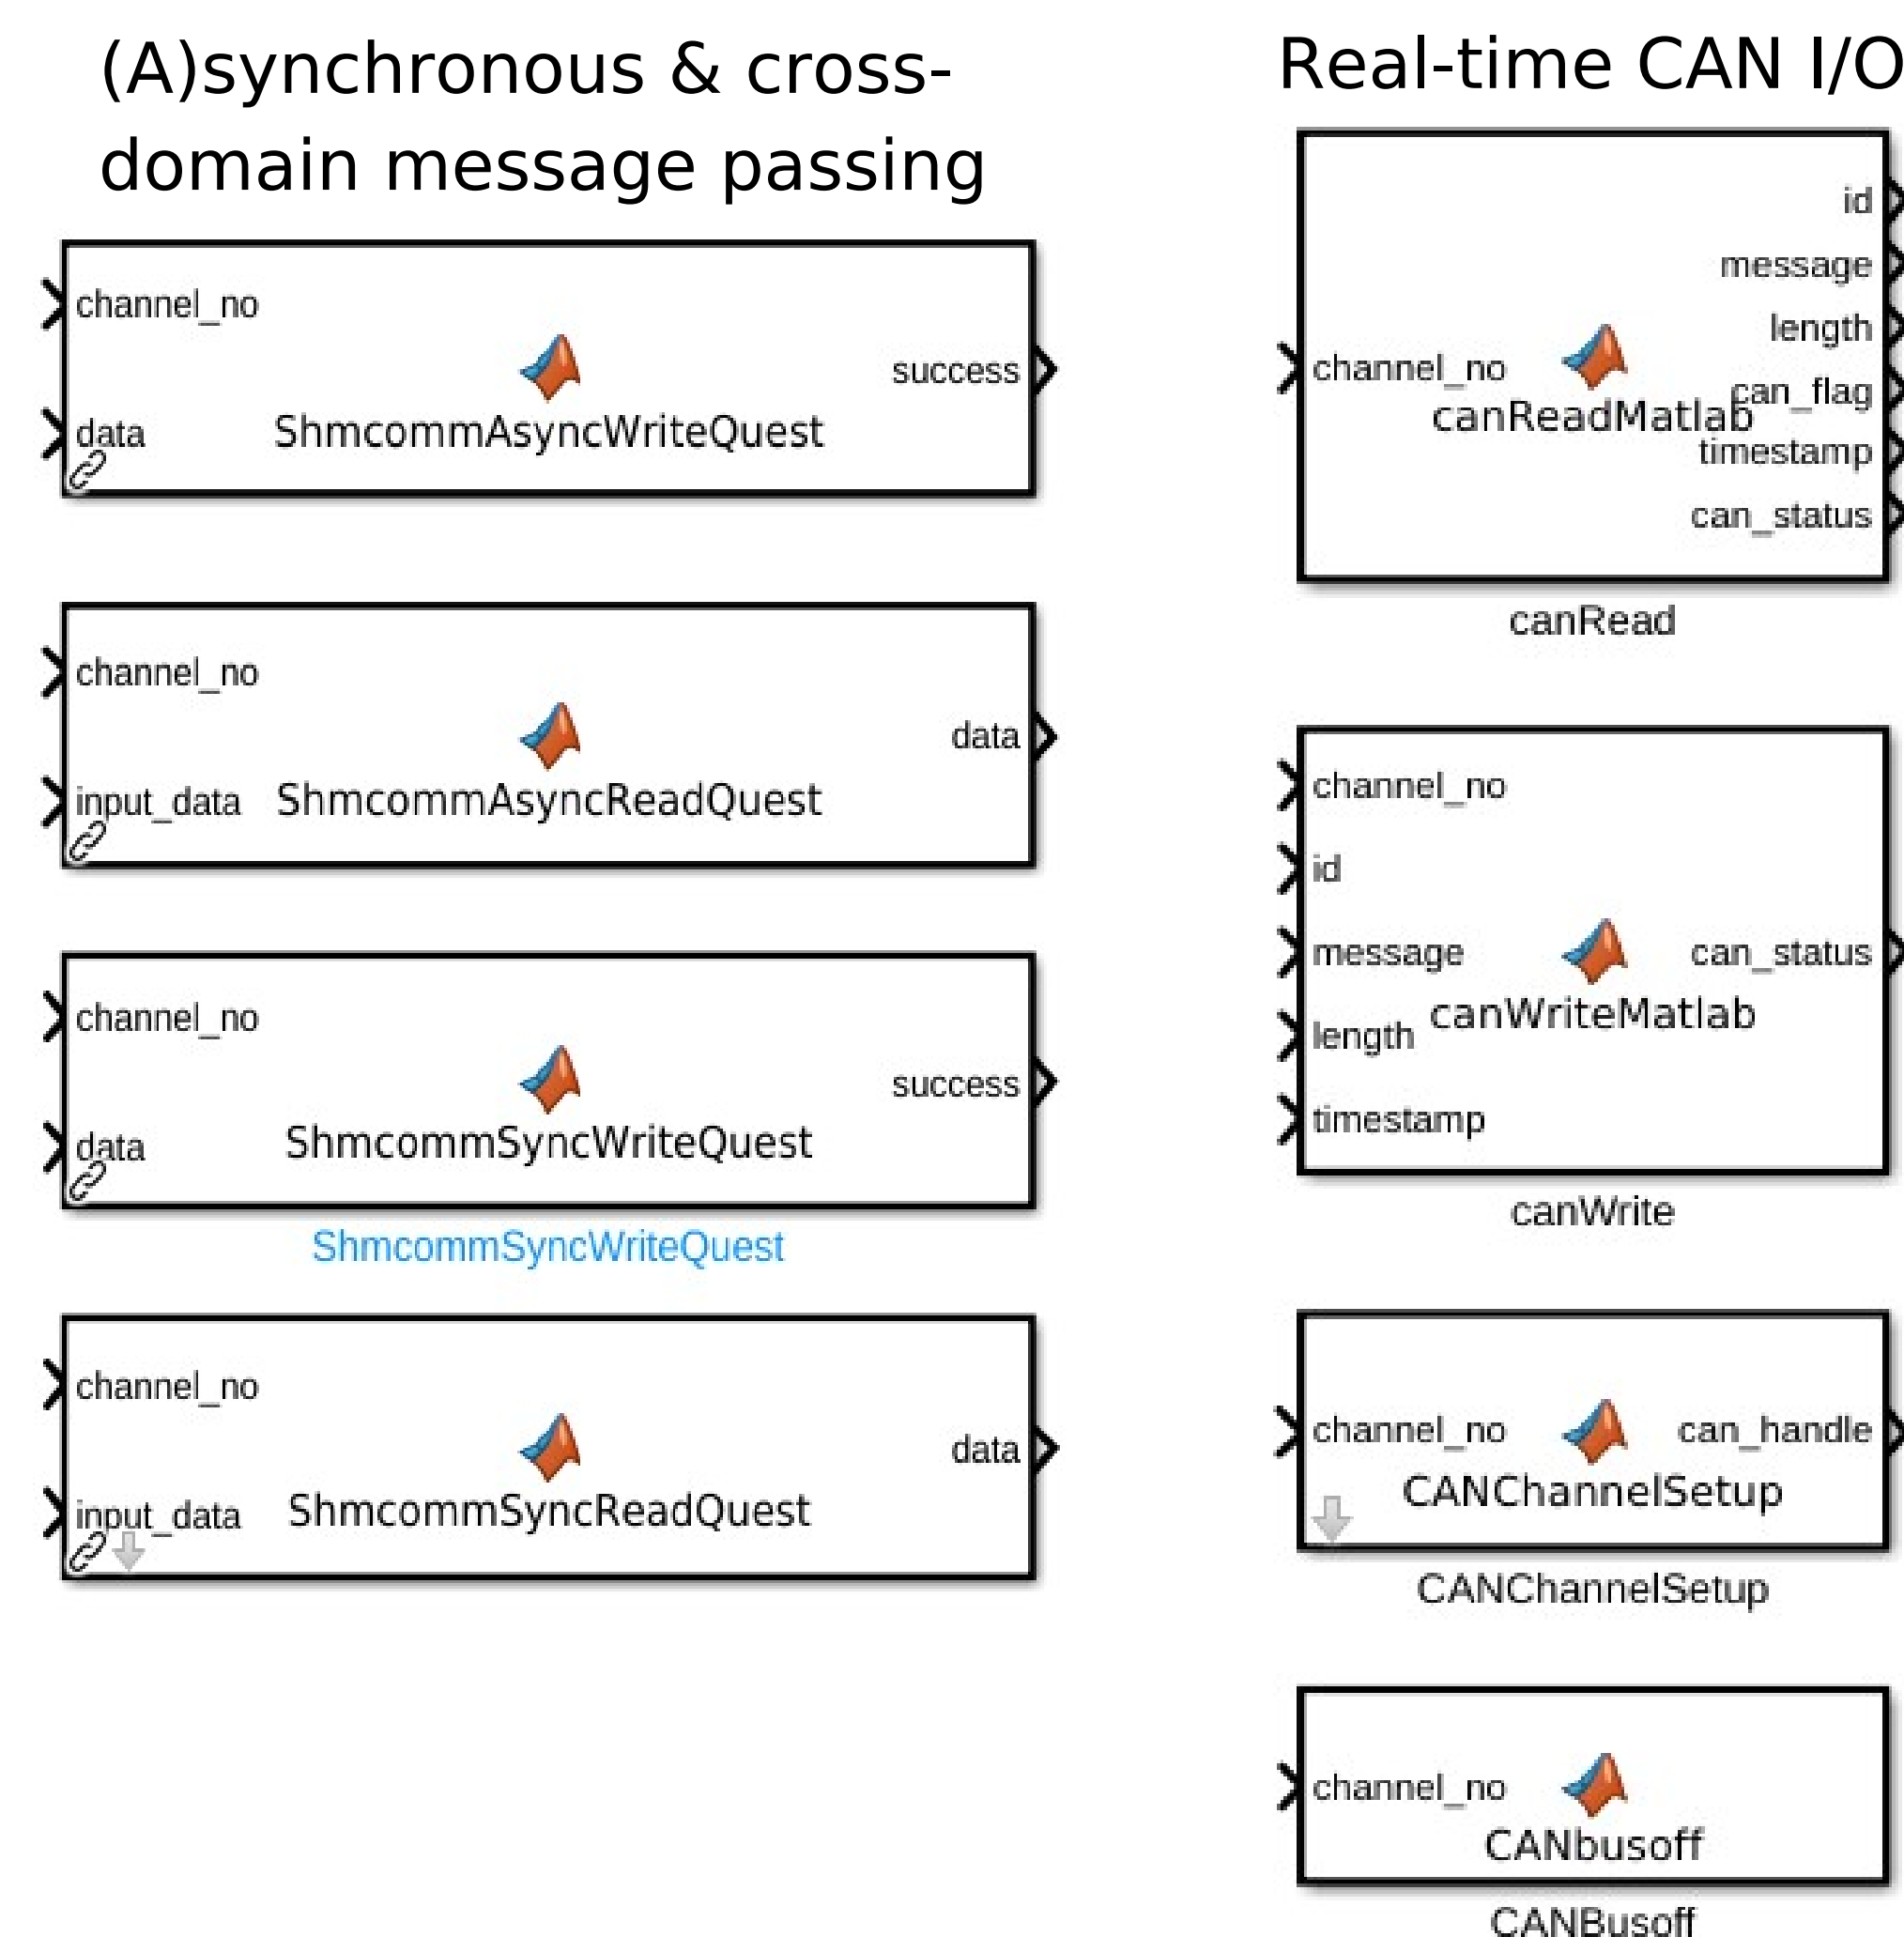 (A)synchronous & cross-
domain message passing
channel_no
data
ShmcommAsyncWriteQuest
success
channel_no
input_data
ShmcommAsyncReadQuest
data
channel_no
data
ShmcommSyncWriteQuest
success
ShmcommSyncWriteQuest
channel_no
input_data
ShmcommSyncReadQuest
data
Real-time CAN I/O
channel_no
canReadMatlab
id
message
length
can_flag
timestamp
can_status
canRead
channel_no
id
message
length
timestamp
canWriteMatlab
can_status
canWrite
channel_no
CANChannelSetup
can_handle
CANChannelSetup
channel_no
CANbusoff
CANBusoff